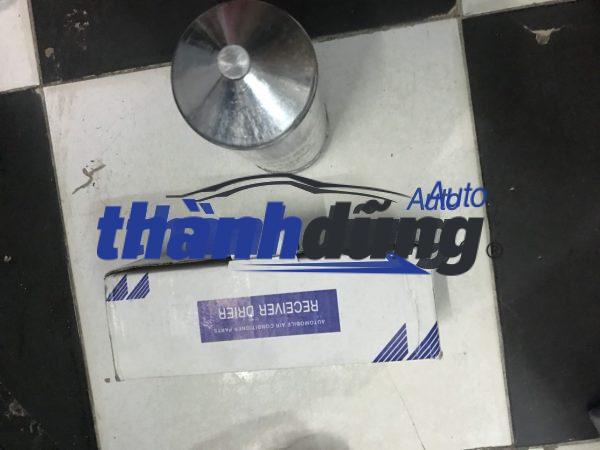 Auto
thànhdũng®
RECEIVER DRIER
AUTOMOBILE AIR CONDITIONER PARTS